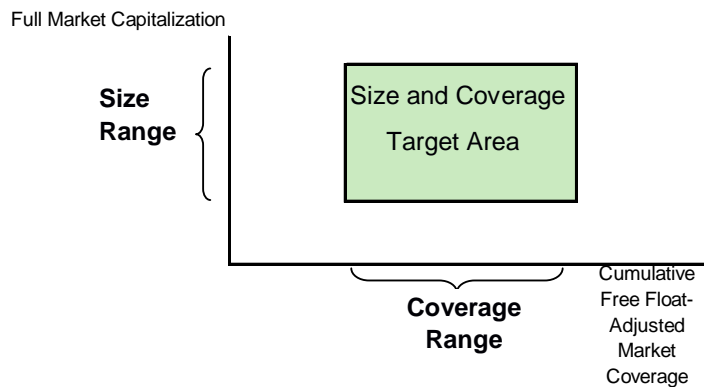 Full Market Capitalization
Size
Range
Size and Coverage
Target Area
Coverage
Range
Cumulative
Free Float-
Adjusted
Market
Coverage